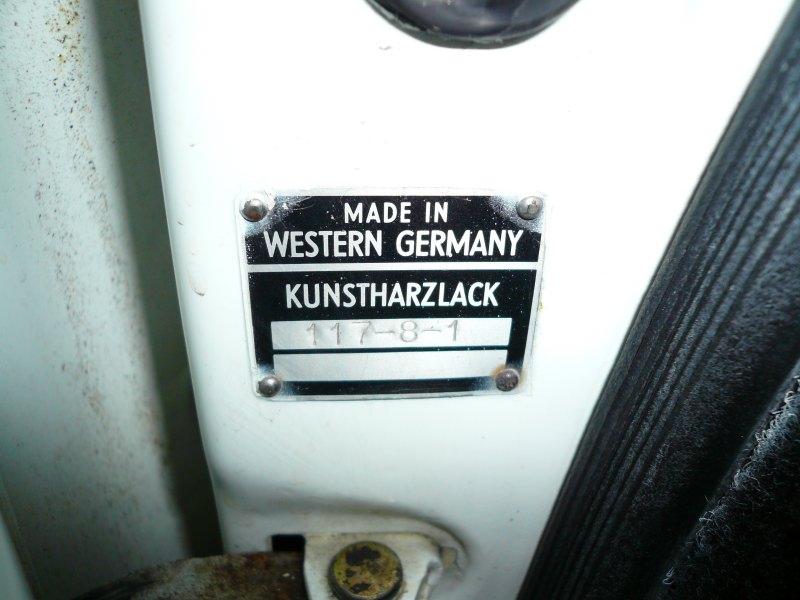 MADE IN
WESTERN GERMANY
KUNSTHARZLACK
117-8-1